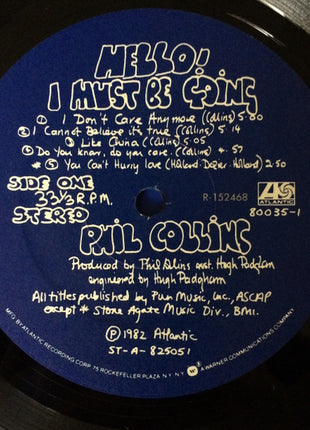 HELLO!
I MUST BE GOING
① I Don't Care Anymore (Collins) 5.00
② I Cannot Believe it's true (Collins) 5.14
③ Like China (Collins) 5.05
④ Do You know, do you care? (Collins) 4.57
* ⑤ You Can't Hurry love (Holland-Dozier-Holland) 2.50
SIDE ONE
33 1/3 R.P.M.
STEREO
R-152468
ATLANTIC
80035-1
PHIL COLLINS
Produced by Phil Collins and Hugh Padgham
engineered by Hugh Padgham
All titles published by Pun Music, Inc., ASCAP
except * Stone Agate Music Div., BMI.
Ⓟ 1982 Atlantic
ST-A-825051
MFG. BY ATLANTIC RECORDING CORP. 75 ROCKEFELLER PLAZA N.Y. N.Y. W A WARNER COMMUNICATIONS COMPANY